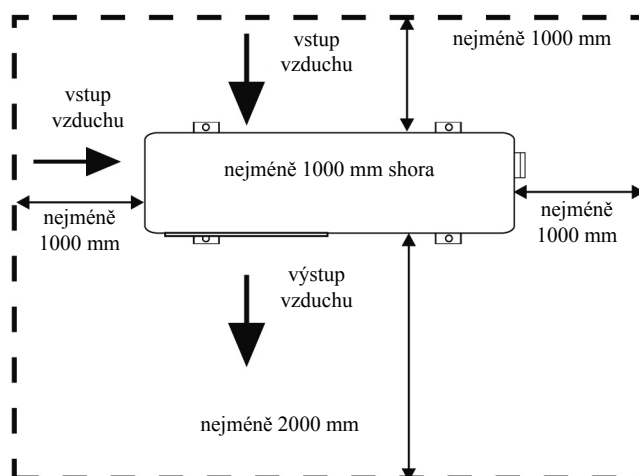 vstup
vzduchu
nejméně 1000 mm
vstup
vzduchu
nejméně 1000 mm shora
nejméně
1000 mm
nejméně
1000 mm
výstup
vzduchu
nejméně 2000 mm